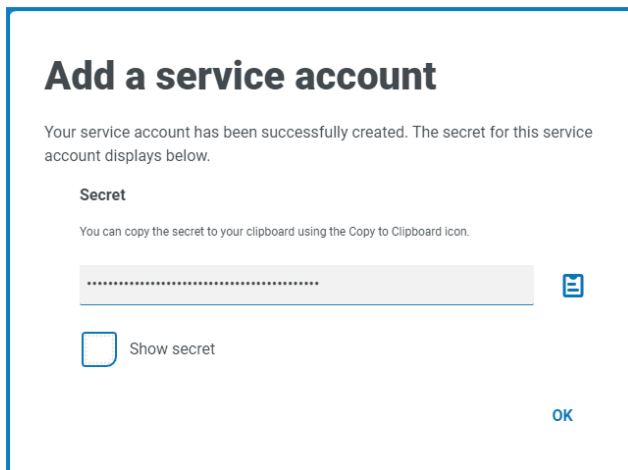 Add a service account
Your service account has been successfully created. The secret for this service
account displays below.
Secret
You can copy the secret to your clipboard using the Copy to Clipboard icon.
••••••••••••••••••••••••••••••••••••••••••••
Show secret
OK